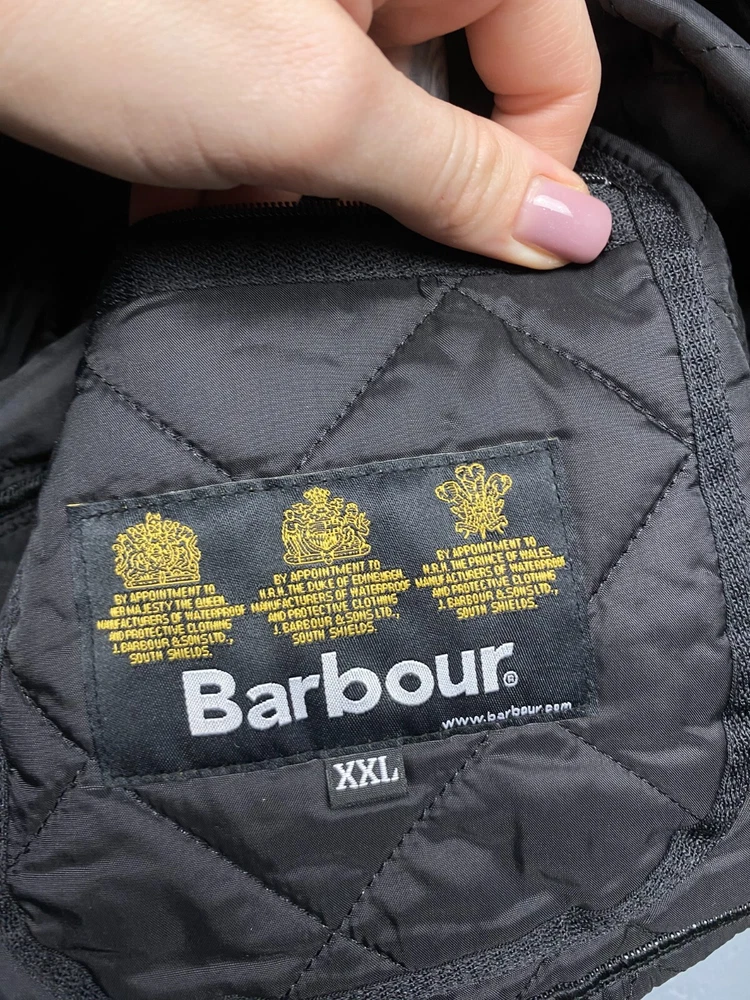 BY APPOINTMENT TO
HER MAJESTY THE QUEEN
MANUFACTURERS OF WATERPROOF
AND PROTECTIVE CLOTHING
J. BARBOUR & SONS LTD.,
SOUTH SHIELDS.
BY APPOINTMENT TO
H.R.H. THE DUKE OF EDINBURGH
MANUFACTURERS OF WATERPROOF
AND PROTECTIVE CLOTHING
J. BARBOUR & SONS LTD.,
SOUTH SHIELDS.
BY APPOINTMENT TO
H.R.H. THE PRINCE OF WALES
MANUFACTURERS OF WATERPROOF
AND PROTECTIVE CLOTHING
J. BARBOUR & SONS LTD.,
SOUTH SHIELDS.
Barbour®
www.barbour.com
XXL